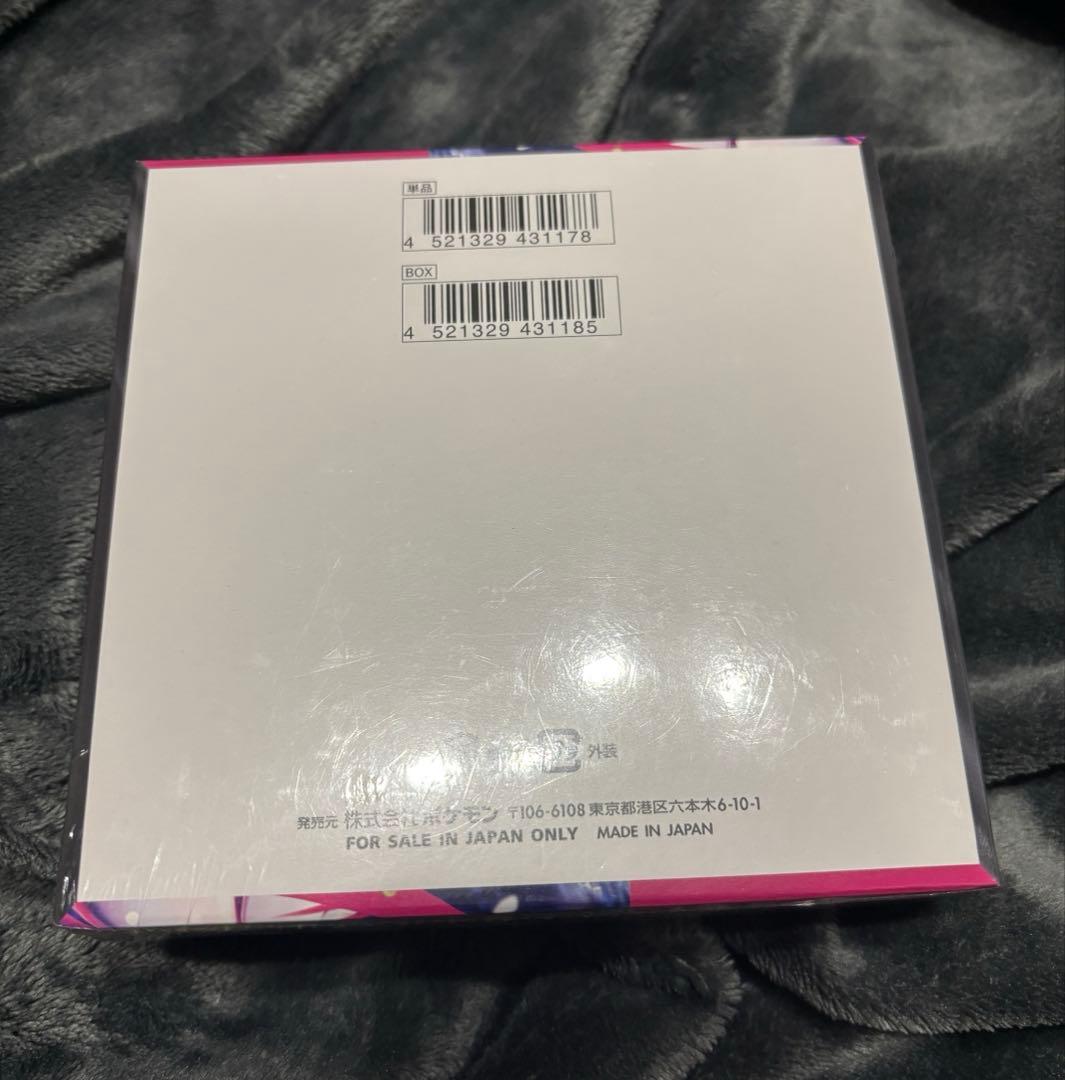 単品
4 521329 431178
BOX
4 521329 431185
外装
発売元 株式会社ポケモン 〒106-6108 東京都港区六本木6-10-1
FOR SALE IN JAPAN ONLY MADE IN JAPAN